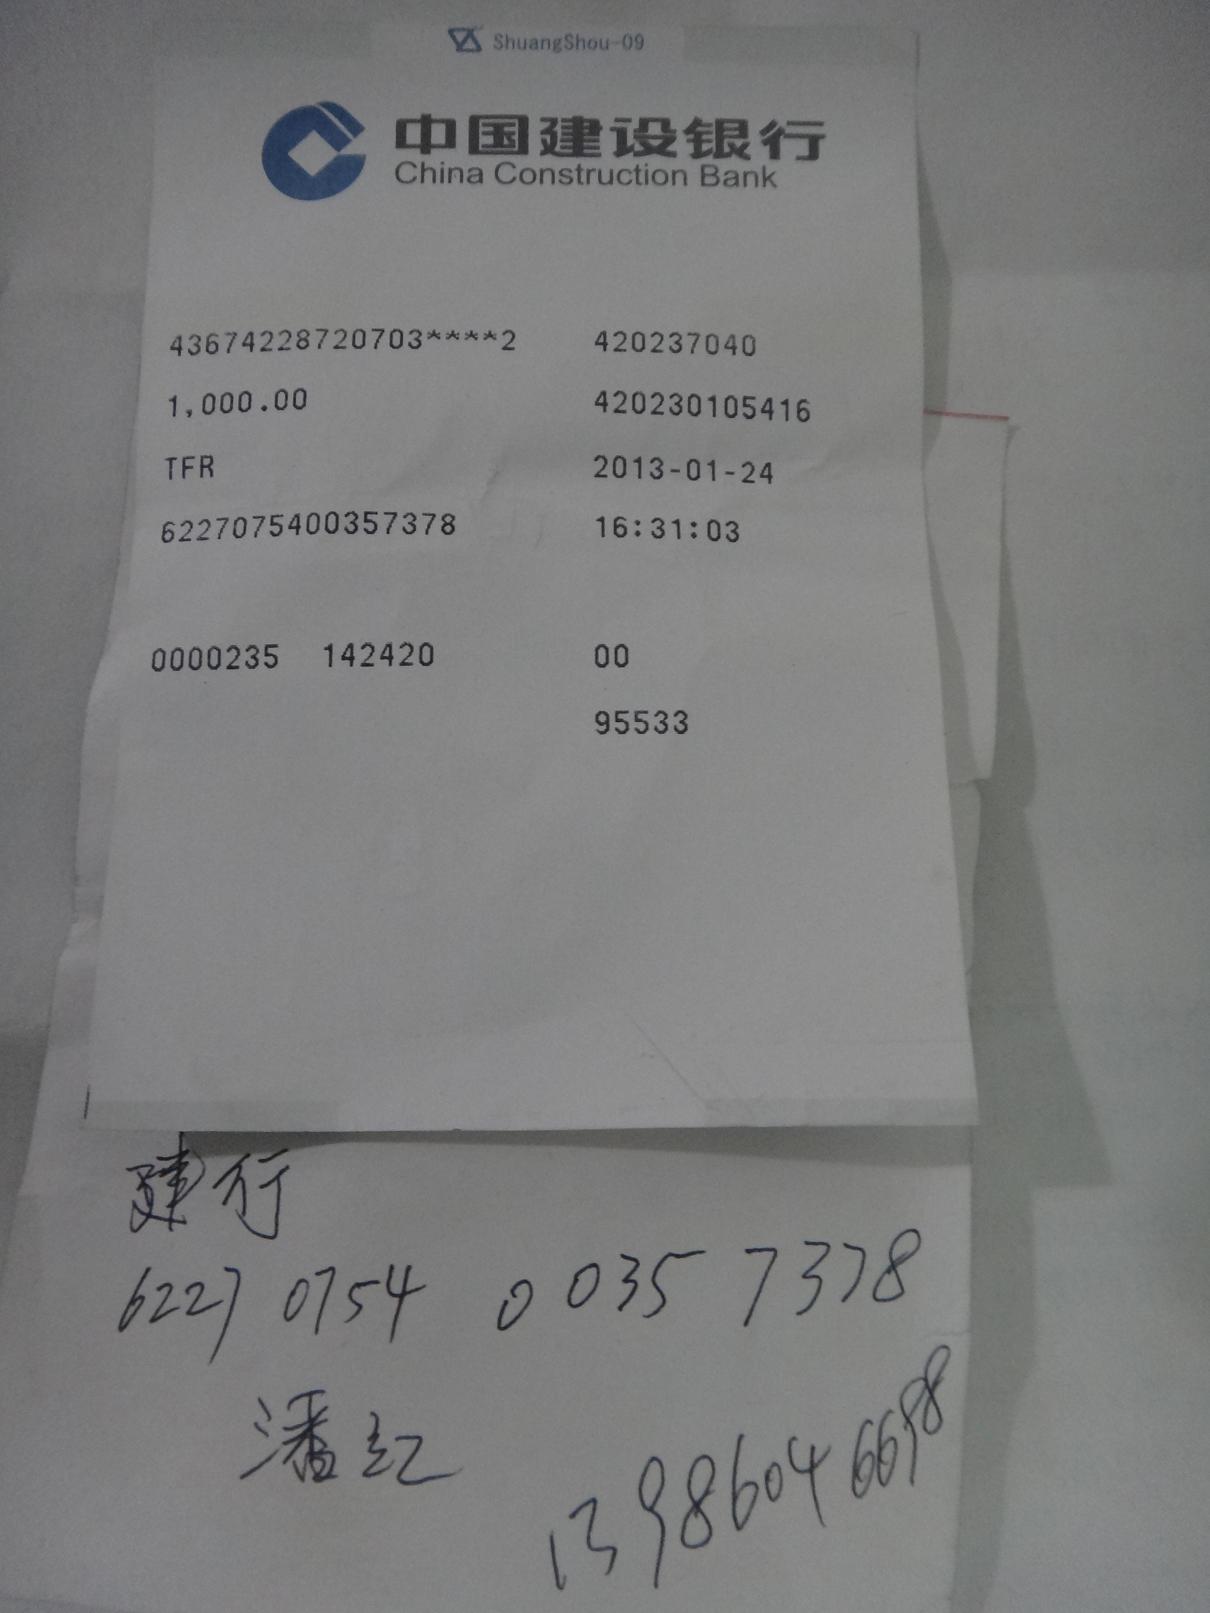 ShuangShou-09
中国建设银行
China Construction Bank
43674228720703****2 420237040
1,000.00 420230105416
TFR 2013-01-24
6227075400357378 16:31:03
0000235 142420 00
95533
建行
6227 0754 0 035 7378
潘红
13986046698